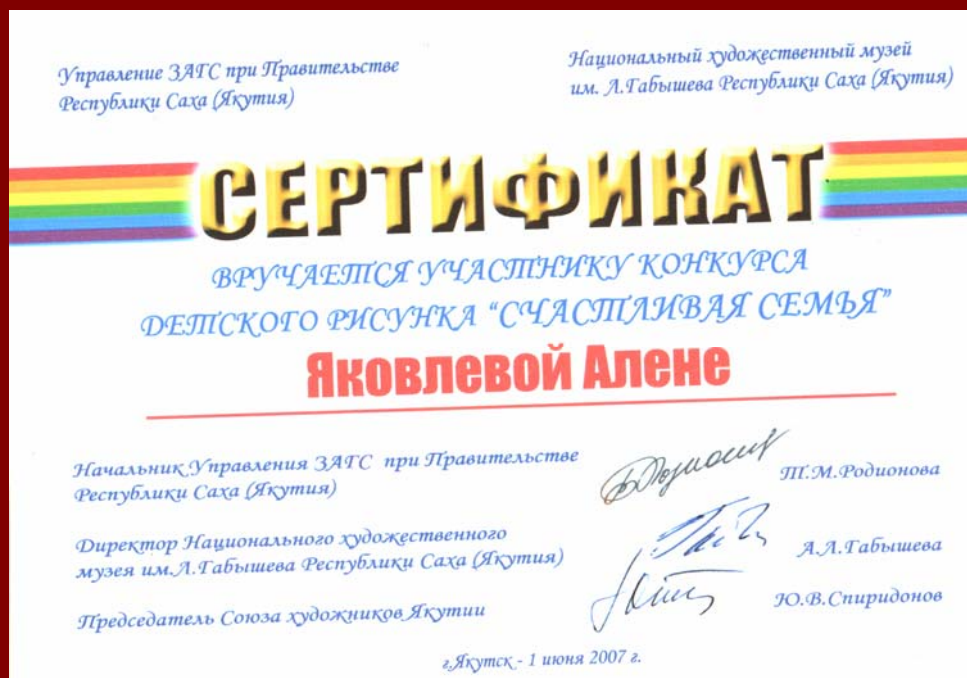 Управление ЗАГС при Правительстве
Республики Саха (Якутия)
Национальный художественный музей
им. Л.Габышева Республики Саха (Якутия)
СЕРТИФИКАТ
ВРУЧАЕТСЯ УЧАСТНИКУ КОНКУРСА
ДЕТСКОГО РИСУНКА "СЧАСТЛИВАЯ СЕМЬЯ"
Яковлевой Алене
Начальник Управления ЗАГС при Правительстве
Республики Саха (Якутия)
Т.М.Родионова
Директор Национального художественного
музея им.Л.Габышева Республики Саха (Якутия)
А.Л.Габышева
Председатель Союза художников Якутии
Ю.В.Спиридонов
г.Якутск - 1 июня 2007 г.